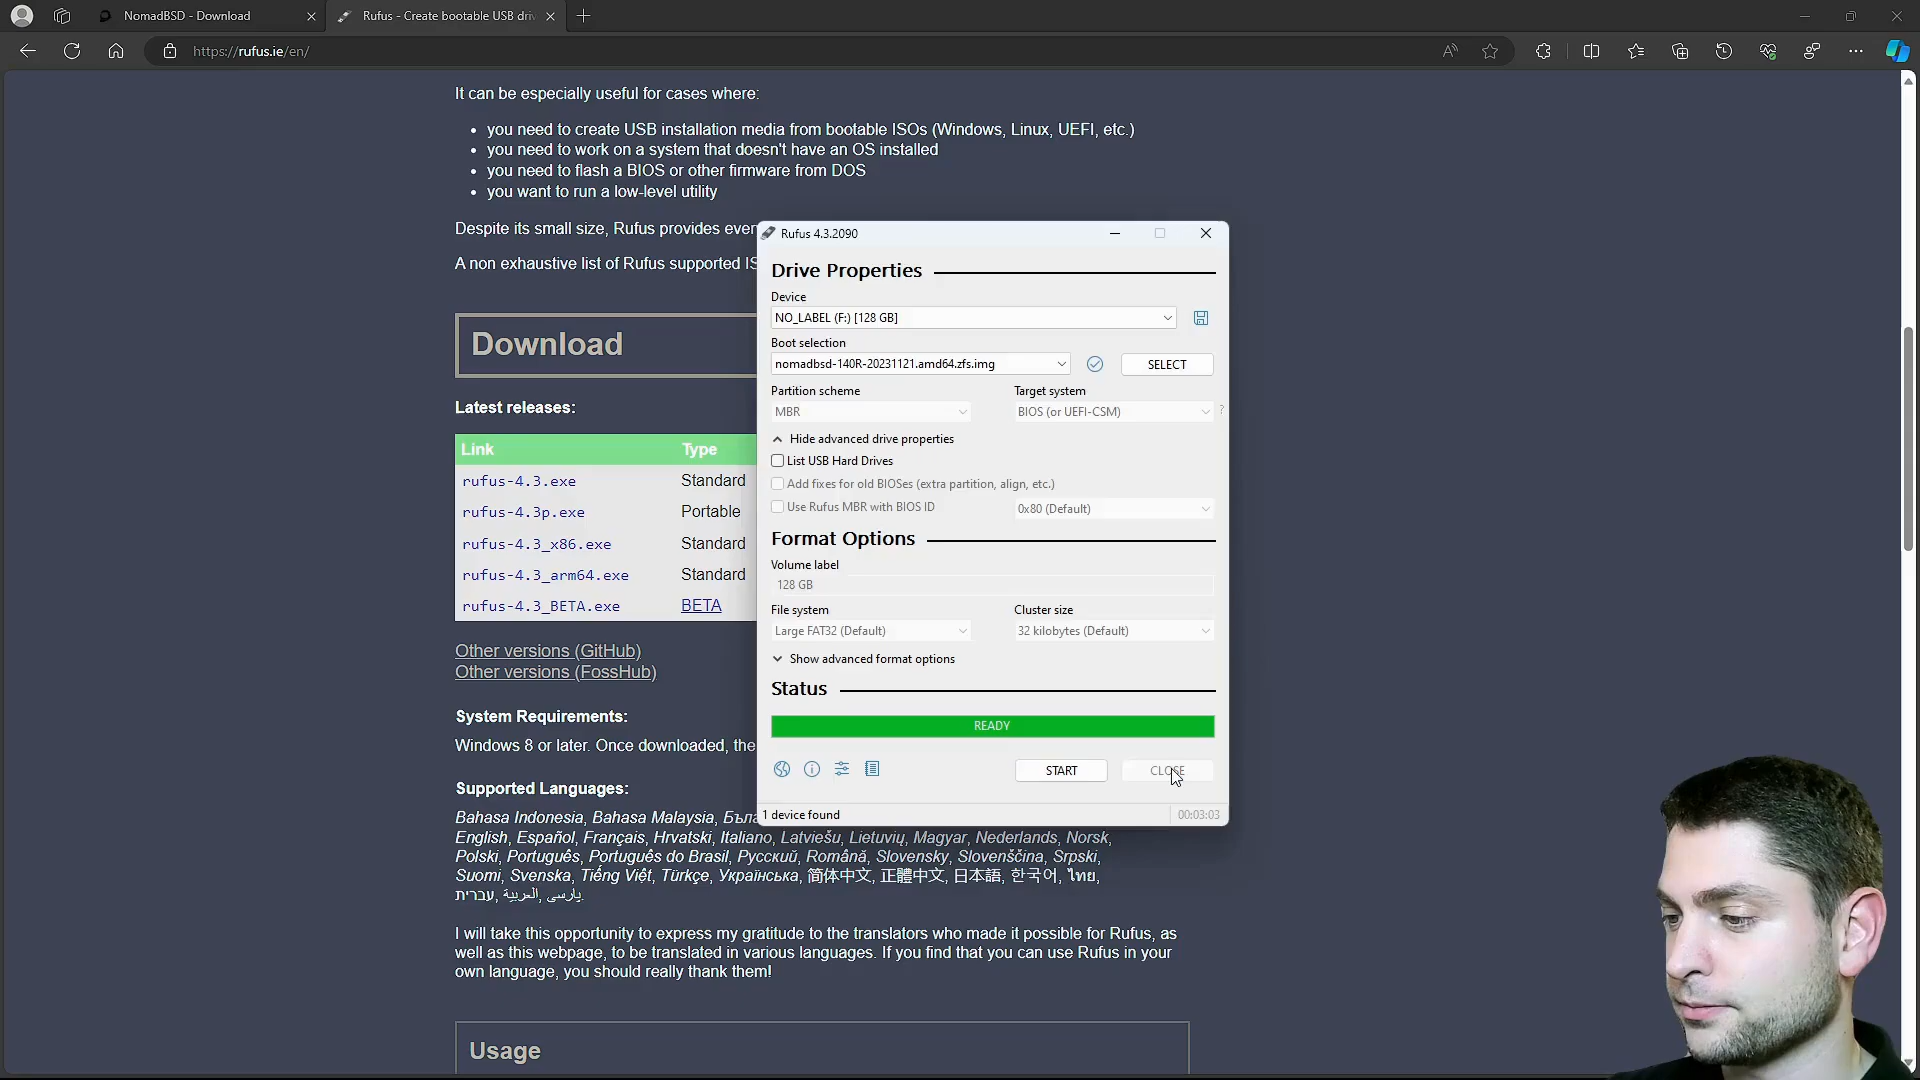 NomadBSD - Download
Rufus - Create bootable USB driv
https://rufus.ie/en/
It can be especially useful for cases where:
• you need to create USB installation media from bootable ISOs (Windows, Linux, UEFI, etc.)
• you need to work on a system that doesn't have an OS installed
• you need to flash a BIOS or other firmware from DOS
• you want to run a low-level utility
Despite its small size, Rufus provides ever
A non exhaustive list of Rufus supported IS
Download
Latest releases:
Link Type
rufus-4.3.exe Standard
rufus-4.3p.exe Portable
rufus-4.3_x86.exe Standard
rufus-4.3_arm64.exe Standard
rufus-4.3_BETA.exe BETA
Other versions (GitHub)
Other versions (FossHub)
System Requirements:
Windows 8 or later. Once downloaded, the
Supported Languages:
Bahasa Indonesia, Bahasa Malaysia, Бъл
English, Español, Français, Hrvatski, Italiano, Latviešu, Lietuvių, Magyar, Nederlands, Norsk,
Polski, Português, Português do Brasil, Русский, Română, Slovensky, Slovenščina, Srpski,
Suomi, Svenska, Tiếng Việt, Türkçe, Українська, 简体中文, 正體中文, 日本語, 한국어, ไทย,
עברית, العربية, پارسی.
I will take this opportunity to express my gratitude to the translators who made it possible for Rufus, as
well as this webpage, to be translated in various languages. If you find that you can use Rufus in your
own language, you should really thank them!
Usage
Rufus 4.3.2090
Drive Properties
Device
NO_LABEL (F:) [128 GB]
Boot selection
nomadbsd-140R-20231121.amd64.zfs.img
SELECT
Partition scheme Target system
MBR BIOS (or UEFI-CSM) ?
Hide advanced drive properties
List USB Hard Drives
Add fixes for old BIOSes (extra partition, align, etc.)
Use Rufus MBR with BIOS ID 0x80 (Default)
Format Options
Volume label
128 GB
File system Cluster size
Large FAT32 (Default) 32 kilobytes (Default)
Show advanced format options
Status
READY
START CLOSE
1 device found 00:03:03